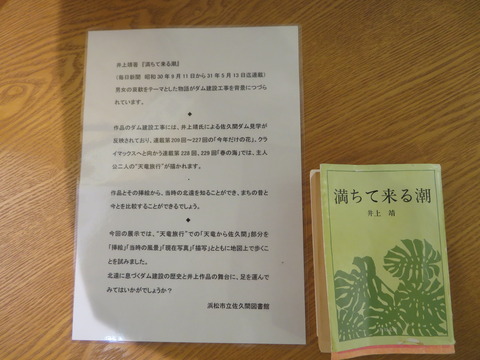 井上靖著 『満ちて来る潮』
(毎日新聞 昭和30年9月11日から31年5月13日迄連載)
男女の哀歓をテーマとした物語がダム建設工事を背景につづら
れています。
◆
作品のダム建設工事には、井上靖氏による佐久間ダム見学が
反映されており、連載第209回~227回の「今年だけの花」、クラ
イマックスへと向かう連載第228回、229回「春の海」では、主人
公二人の“天竜旅行”が描かれます。
◆
作品とその挿絵から、当時の北遠を知ることができ、まちの昔と
今とを比較することができるでしょう。
◆
今回の展示では、“天竜旅行”での「天竜から佐久間」部分を
「挿絵」「当時の風景」「現在写真」「描写」とともに地図上で歩くこ
とを試みました。
北遠に息づくダム建設の歴史と井上作品の舞台に、足を運んで
みてはいかがでしょうか?
浜松市立佐久間図書館
満ちて来る潮
井上 靖